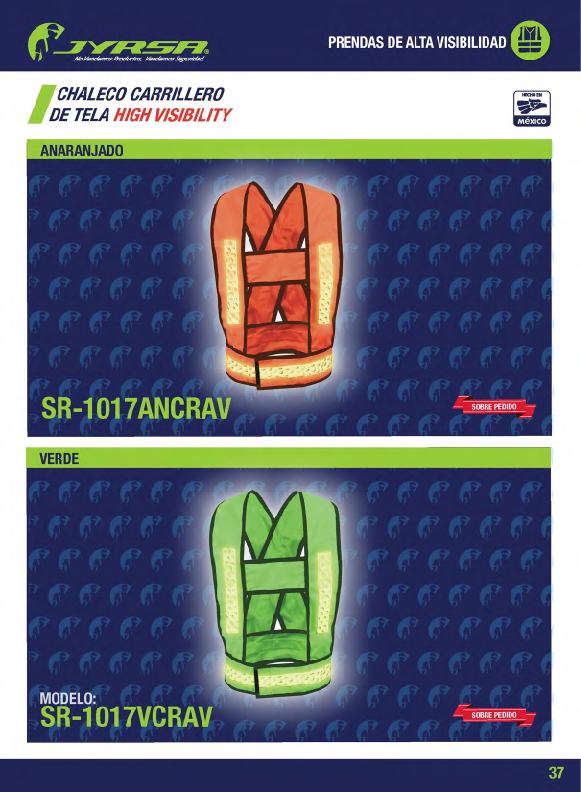 JYRSA®
No Vendemos Productos, Vendemos Seguridad
PRENDAS DE ALTA VISIBILIDAD
CHALECO CARRILLERO
DE TELA HIGH VISIBILITY
HECHO EN
MÉXICO
ANARANJADO
SR-1017ANCRAV
SOBRE PEDIDO
VERDE
MODELO:
SR-1017VCRAV
SOBRE PEDIDO
37